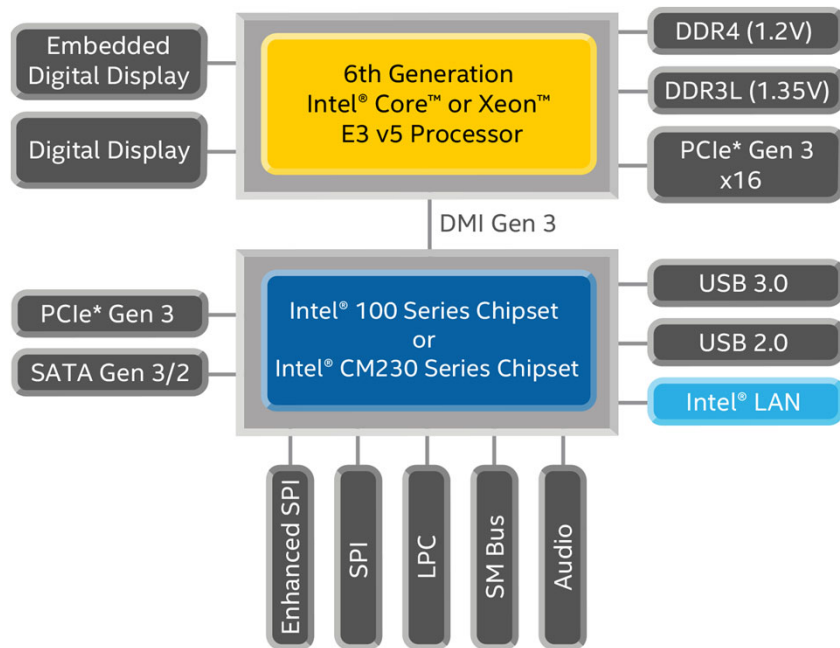 Embedded
Digital Display
Digital Display
6th Generation
Intel® Core™ or Xeon™
E3 v5 Processor
DDR4 (1.2V)
DDR3L (1.35V)
PCIe* Gen 3
x16
DMI Gen 3
PCIe* Gen 3
SATA Gen 3/2
Intel® 100 Series Chipset
or
Intel® CM230 Series Chipset
USB 3.0
USB 2.0
Intel® LAN
Enhanced SPI
SPI
LPC
SM Bus
Audio